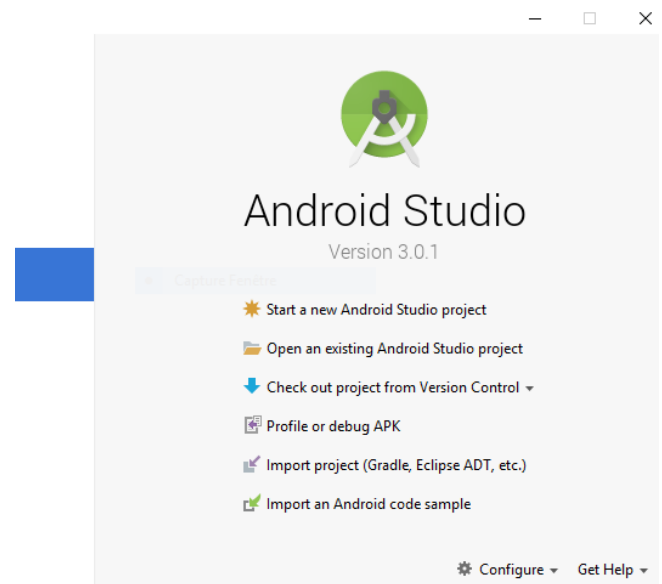 Android Studio
Version 3.0.1
Capture Fenêtre
Start a new Android Studio project
Open an existing Android Studio project
Check out project from Version Control
Profile or debug APK
Import project (Gradle, Eclipse ADT, etc.)
Import an Android code sample
Configure Get Help